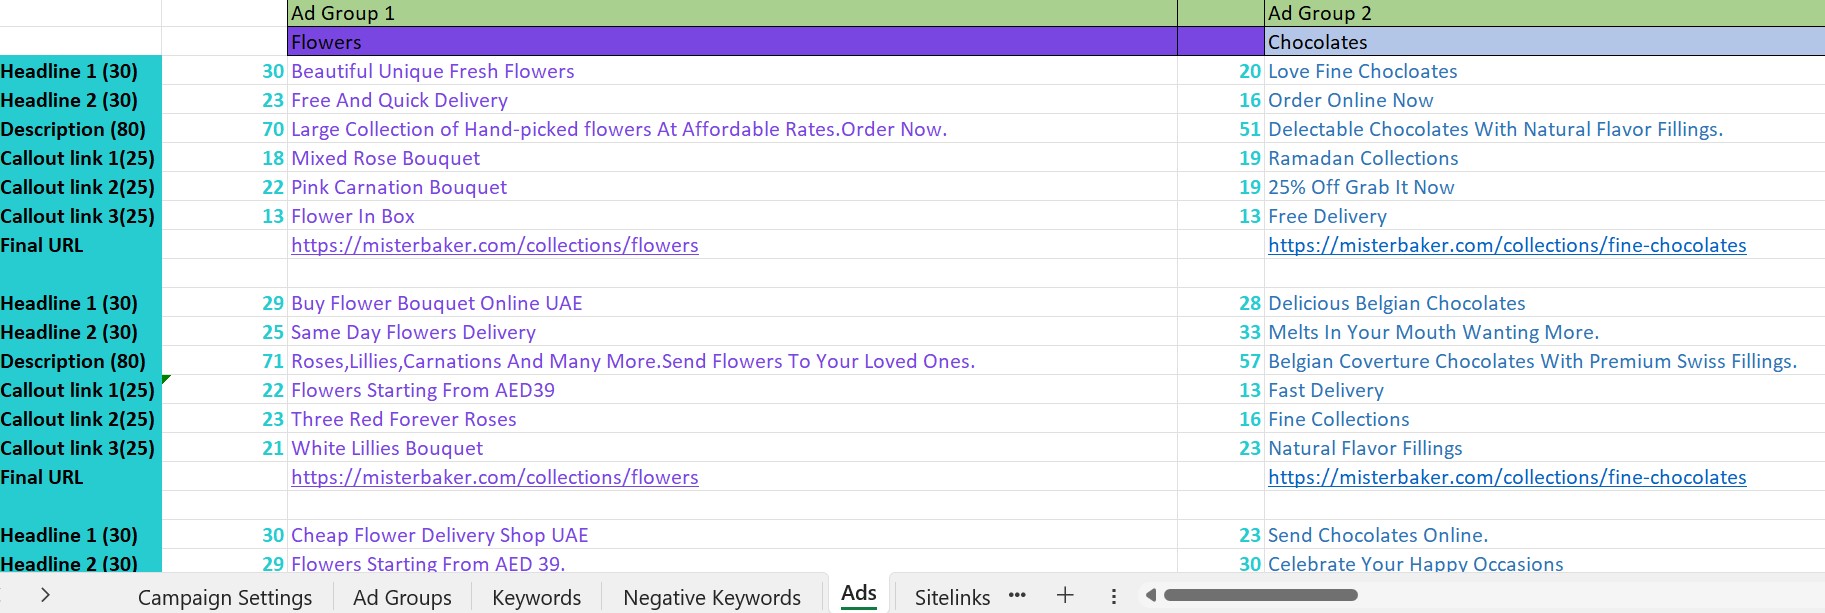 Ad Group 1 Ad Group 2
Flowers Chocolates
Headline 1 (30) 30 Beautiful Unique Fresh Flowers 20 Love Fine Chocloates
Headline 2 (30) 23 Free And Quick Delivery 16 Order Online Now
Description (80) 70 Large Collection of Hand-picked flowers At Affordable Rates.Order Now. 51 Delectable Chocolates With Natural Flavor Fillings.
Callout link 1(25) 18 Mixed Rose Bouquet 19 Ramadan Collections
Callout link 2(25) 22 Pink Carnation Bouquet 19 25% Off Grab It Now
Callout link 3(25) 13 Flower In Box 13 Free Delivery
Final URL https://misterbaker.com/collections/flowers https://misterbaker.com/collections/fine-chocolates
Headline 1 (30) 29 Buy Flower Bouquet Online UAE 28 Delicious Belgian Chocolates
Headline 2 (30) 25 Same Day Flowers Delivery 33 Melts In Your Mouth Wanting More.
Description (80) 71 Roses,Lillies,Carnations And Many More.Send Flowers To Your Loved Ones. 57 Belgian Coverture Chocolates With Premium Swiss Fillings.
Callout link 1(25) 22 Flowers Starting From AED39 13 Fast Delivery
Callout link 2(25) 23 Three Red Forever Roses 16 Fine Collections
Callout link 3(25) 21 White Lillies Bouquet 23 Natural Flavor Fillings
Final URL https://misterbaker.com/collections/flowers https://misterbaker.com/collections/fine-chocolates
Headline 1 (30) 30 Cheap Flower Delivery Shop UAE 23 Send Chocolates Online.
Headline 2 (30) 29 Flowers Starting From AED 39. 30 Celebrate Your Happy Occasions
Campaign Settings Ad Groups Keywords Negative Keywords Ads Sitelinks